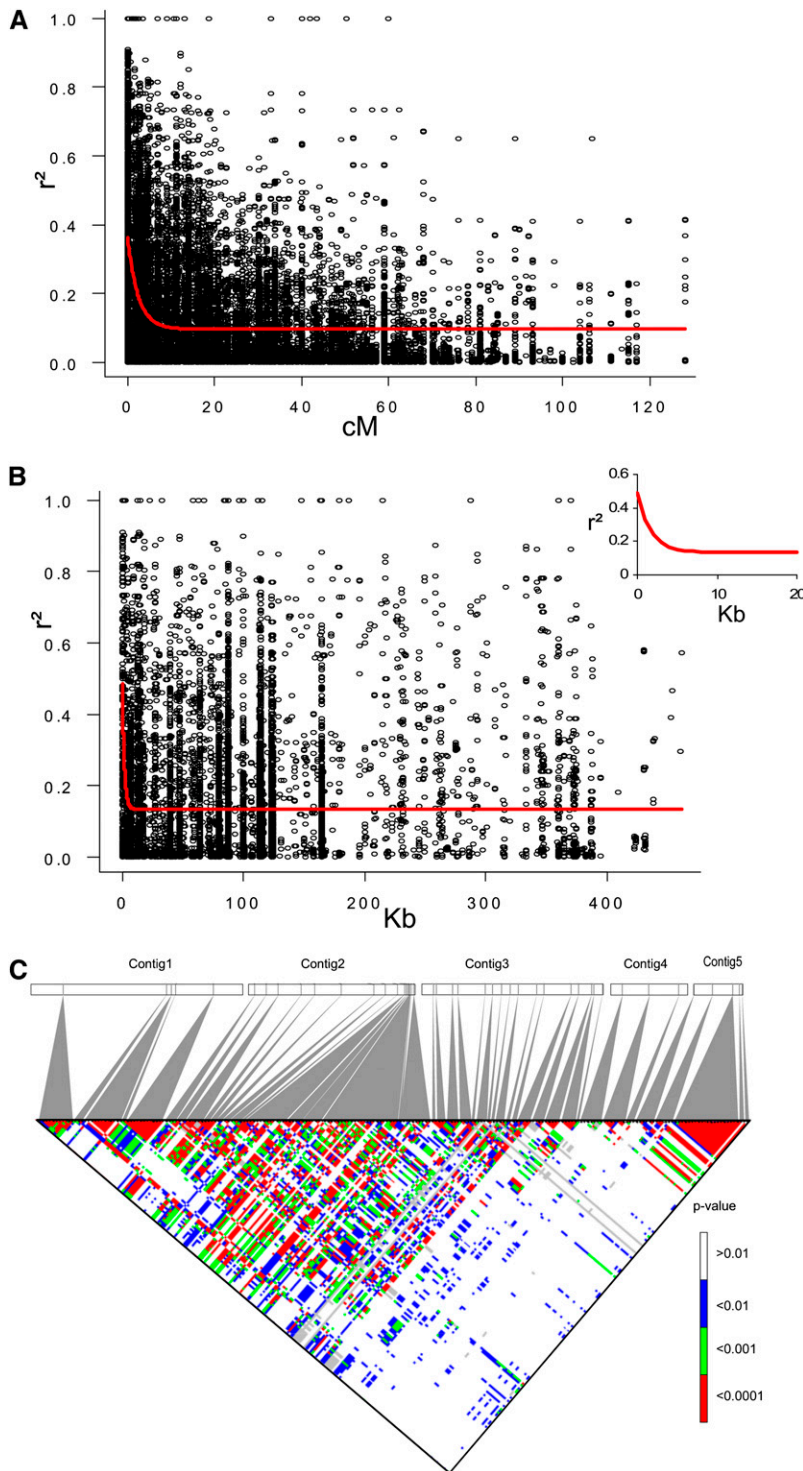 A
1.0
0.8
0.6
r²
0.4
0.2
0.0
0 20 40 60 80 100 120
cM
B
1.0
0.8
0.6
r²
0.4
0.2
0.0
0 100 200 300 400
Kb
0.6
r²
0.4
0.2
0
0 10 20
Kb
C
Contig1 Contig2 Contig3 Contig4 Contig5
p-value
>0.01
<0.01
<0.001
<0.0001